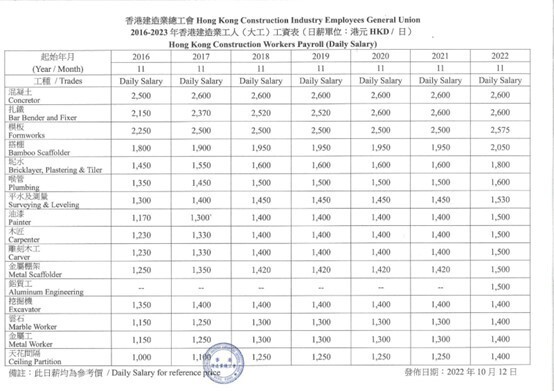 香港建造業總工會 Hong Kong Construction Industry Employees General Union
2016-2023 年香港建造業工人（大工）工資表（日薪單位：港元 HKD / 日）
Hong Kong Construction Workers Payroll (Daily Salary)
起始年月 2016 2017 2018 2019 2020 2021 2022
(Year / Month) 11 11 11 11 11 11 11
工種 / Trades Daily Salary Daily Salary Daily Salary Daily Salary Daily Salary Daily Salary Daily Salary
混凝土
Concretor 2,500 2,600 2,600 2,600 2,600 2,600 2,600
扎鐵
Bar Bender and Fixer 2,150 2,370 2,520 2,520 2,600 2,600 2,600
模板
Formworks 2,250 2,500 2,500 2,500 2,500 2,500 2,575
搭棚
Bamboo Scaffolder 1,800 1,900 1,950 1,950 1,950 1,950 2,050
坭水
Bricklayer, Plastering & Tiler 1,450 1,550 1,600 1,600 1,600 1,600 1,800
喉管
Plumbing 1,350 1,450 1,500 1,500 1,500 1,500 1,600
平水及測量
Surveying & Leveling 1,300 1,400 1,450 1,450 1,450 1,450 1,530
油漆
Painter 1,170 1,300 1,400 1,400 1,400 1,400 1,500
木匠
Carpenter 1,230 1,330 1,400 1,400 1,400 1,400 1,500
雕刻木工
Carver 1,230 1,330 1,400 1,400 1,400 1,400 1,500
金屬棚架
Metal Scaffolder 1,250 1,350 1,420 1,420 1,420 1,420 1,500
鋁質工
Aluminum Engineering -- -- -- -- -- -- 1,500
挖掘機
Excavator 1,350 1,400 1,400 1,400 1,400 1,400 1,400
雲石
Marble Worker 1,150 1,250 1,300 1,300 1,300 1,300 1,400
金屬工
Metal Worker 1,150 1,250 1,300 1,300 1,300 1,300 1,400
天花間隔
Ceiling Partition 1,000 1,100 1,250 1,250 1,250 1,250 1,400
備註：此日薪均為參考價 / Daily Salary for reference price 發佈日期：2022 年 10 月 12 日